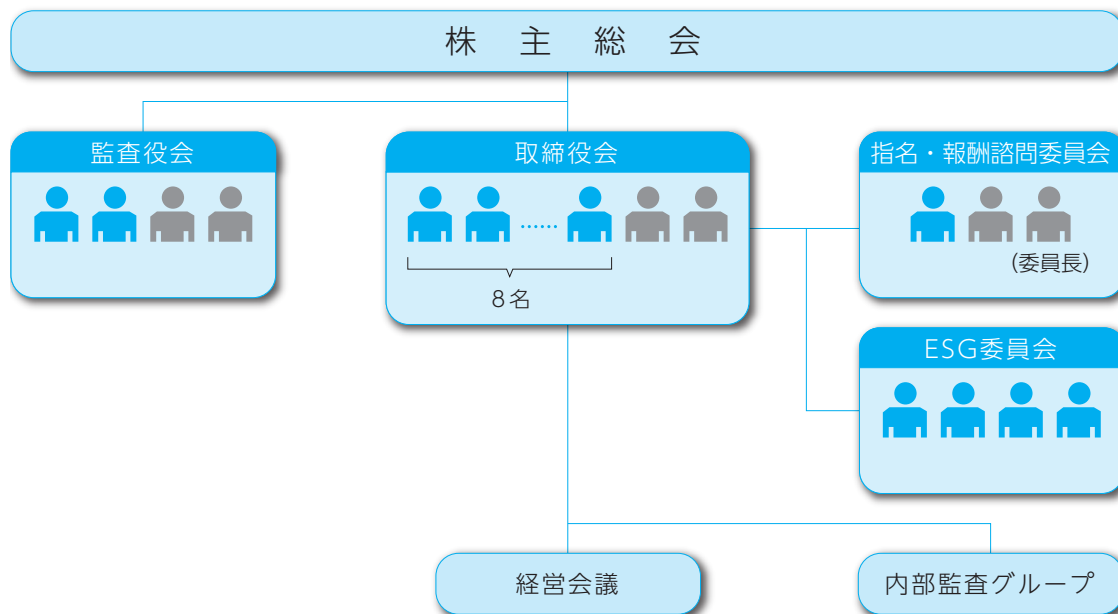 株主総会
監査役会
取締役会
指名・報酬諮問委員会
……
8名
(委員長)
ESG委員会
経営会議
内部監査グループ